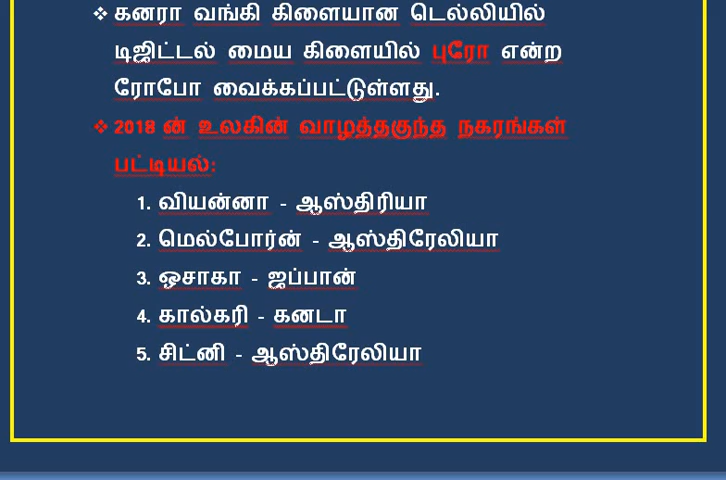 ❖ கனரா வங்கி கிளையான டெல்லியில்
டிஜிட்டல் மைய கிளையில் புரோ என்ற
ரோபோ வைக்கப்பட்டுள்ளது.
❖ 2018 ன் உலகின் வாழத்தகுந்த நகரங்கள்
பட்டியல்:
1. வியன்னா - ஆஸ்திரியா
2. மெல்போர்ன் - ஆஸ்திரேலியா
3. ஒசாகா - ஜப்பான்
4. கால்கரி - கனடா
5. சிட்னி - ஆஸ்திரேலியா